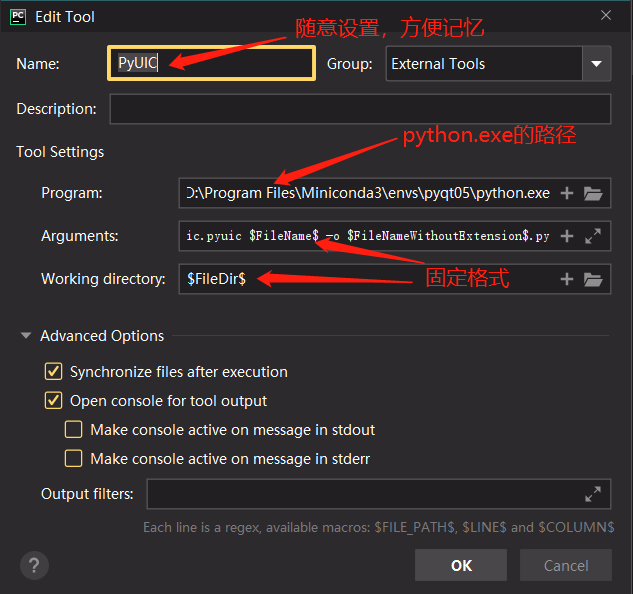 PC Edit Tool
随意设置，方便记忆
Name: PyUIC Group: External Tools
Description:
python.exe的路径
Tool Settings
Program: D:\Program Files\Miniconda3\envs\pyqt05\python.exe
Arguments: ic.pyuic $FileName$ -o $FileNameWithoutExtension$.py
Working directory: $FileDir$
固定格式
Advanced Options
Synchronize files after execution
Open console for tool output
Make console active on message in stdout
Make console active on message in stderr
Output filters:
Each line is a regex, available macros: $FILE_PATH$, $LINE$ and $COLUMN$
? OK Cancel